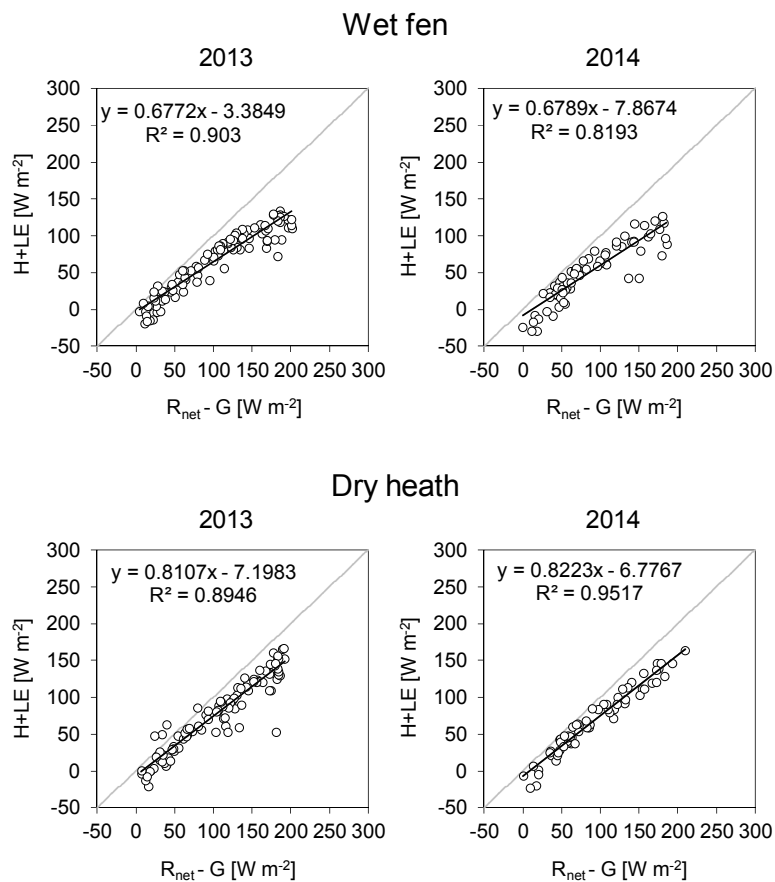 Wet fen
2013
2014
y = 0.6772x - 3.3849
R² = 0.903
300
250
200
150
100
50
0
-50
H+LE [W m⁻²]
-50 0 50 100 150 200 250 300
R_net - G [W m⁻²]
y = 0.6789x - 7.8674
R² = 0.8193
300
250
200
150
100
50
0
-50
H+LE [W m⁻²]
-50 0 50 100 150 200 250 300
R_net - G [W m⁻²]
Dry heath
2013
2014
y = 0.8107x - 7.1983
R² = 0.8946
300
250
200
150
100
50
0
-50
H+LE [W m⁻²]
-50 0 50 100 150 200 250 300
R_net - G [W m⁻²]
y = 0.8223x - 6.7767
R² = 0.9517
300
250
200
150
100
50
0
-50
H+LE [W m⁻²]
-50 0 50 100 150 200 250 300
R_net - G [W m⁻²]